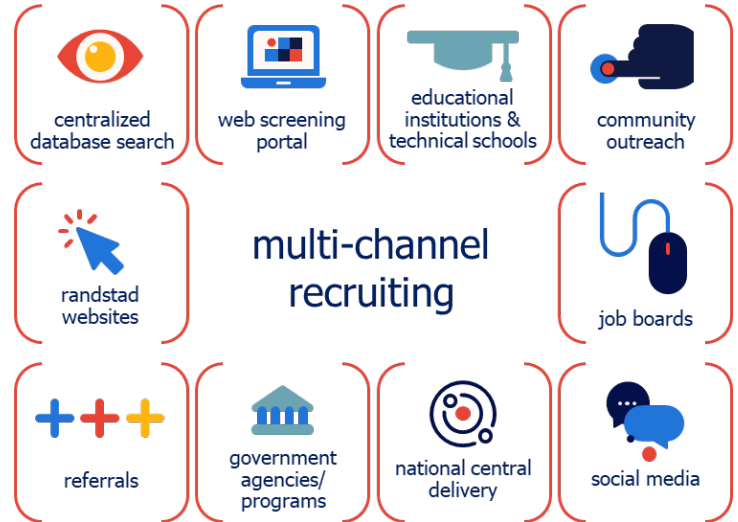 centralized
database search
web screening
portal
educational
institutions &
technical schools
community
outreach
randstad
websites
multi-channel
recruiting
job boards
referrals
government
agencies/
programs
national central
delivery
social media